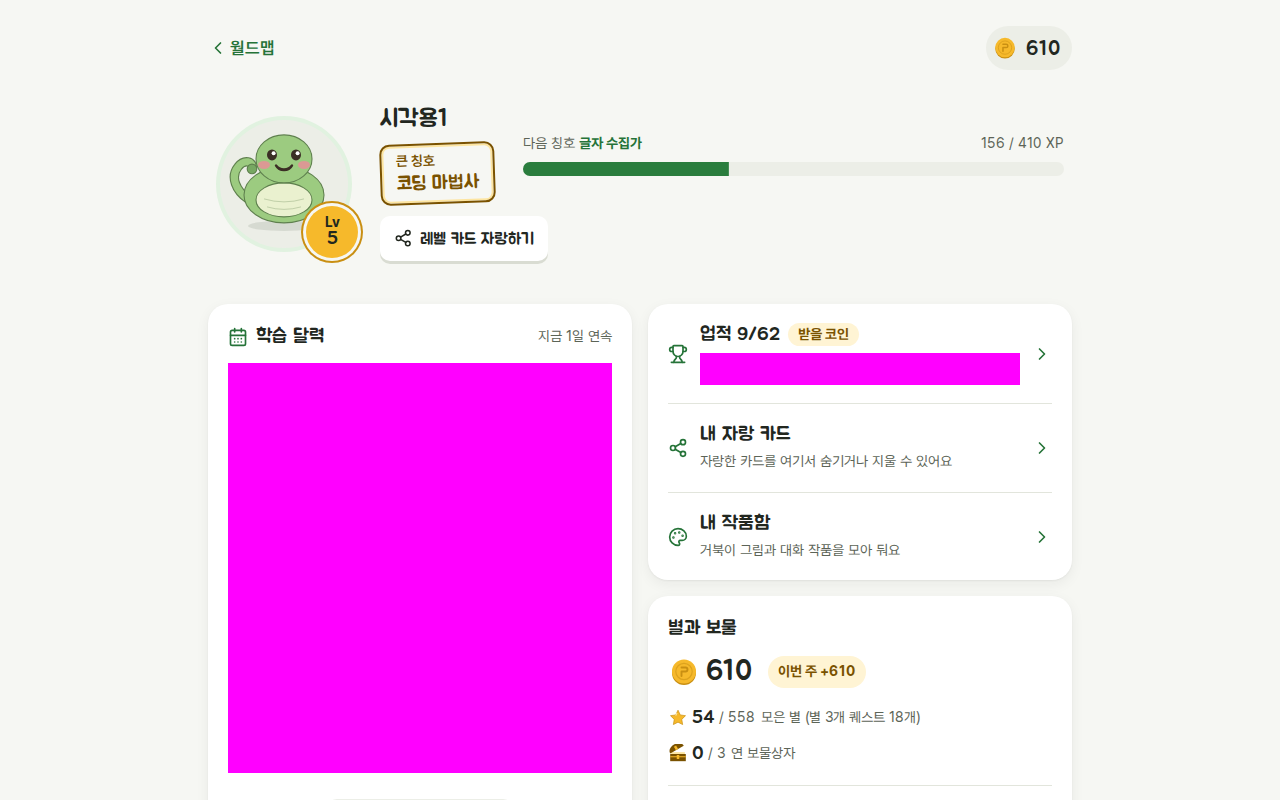 월드맵
610
시각용1
큰 칭호
코딩 마법사
다음 칭호 글자 수집가
156 / 410 XP
Lv
5
레벨 카드 자랑하기
학습 달력
지금 1일 연속
업적 9/62
받을 코인
내 자랑 카드
자랑한 카드를 여기서 숨기거나 지울 수 있어요
내 작품함
거북이 그림과 대화 작품을 모아 둬요
별과 보물
610
이번 주 +610
54 / 558 모은 별 (별 3개 퀘스트 18개)
0 / 3 연 보물상자